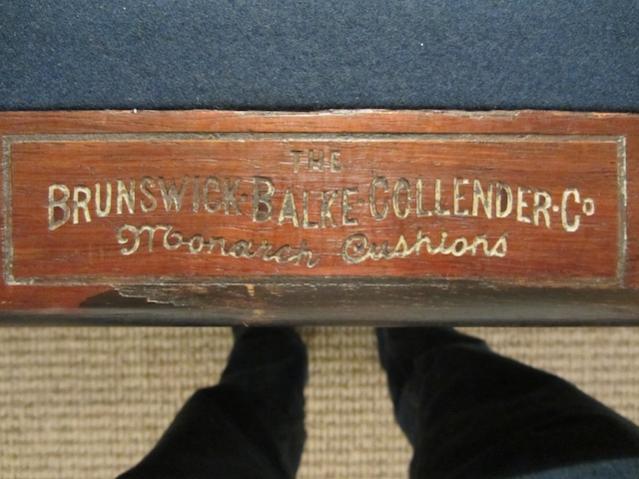 THE
BRUNSWICK·BALKE·COLLENDER·Co
Monarch Cushions